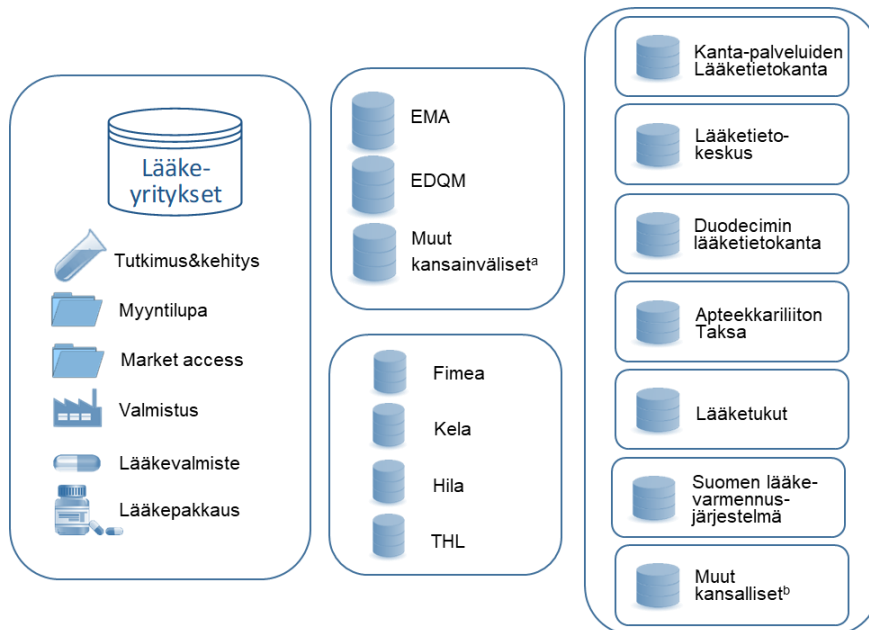 Lääke-
yritykset
Tutkimus&kehitys
Myyntilupa
Market access
Valmistus
Lääkevalmiste
Lääkepakkaus
EMA
EDQM
Muut
kansainvälisetᵃ
Fimea
Kela
Hila
THL
Kanta-palveluiden
Lääketietokanta
Lääketieto-
keskus
Duodecimin
lääketietokanta
Apteekkariliiton
Taksa
Lääketukut
Suomen lääke-
varmennus-
järjestelmä
Muut
kansallisetᵇ